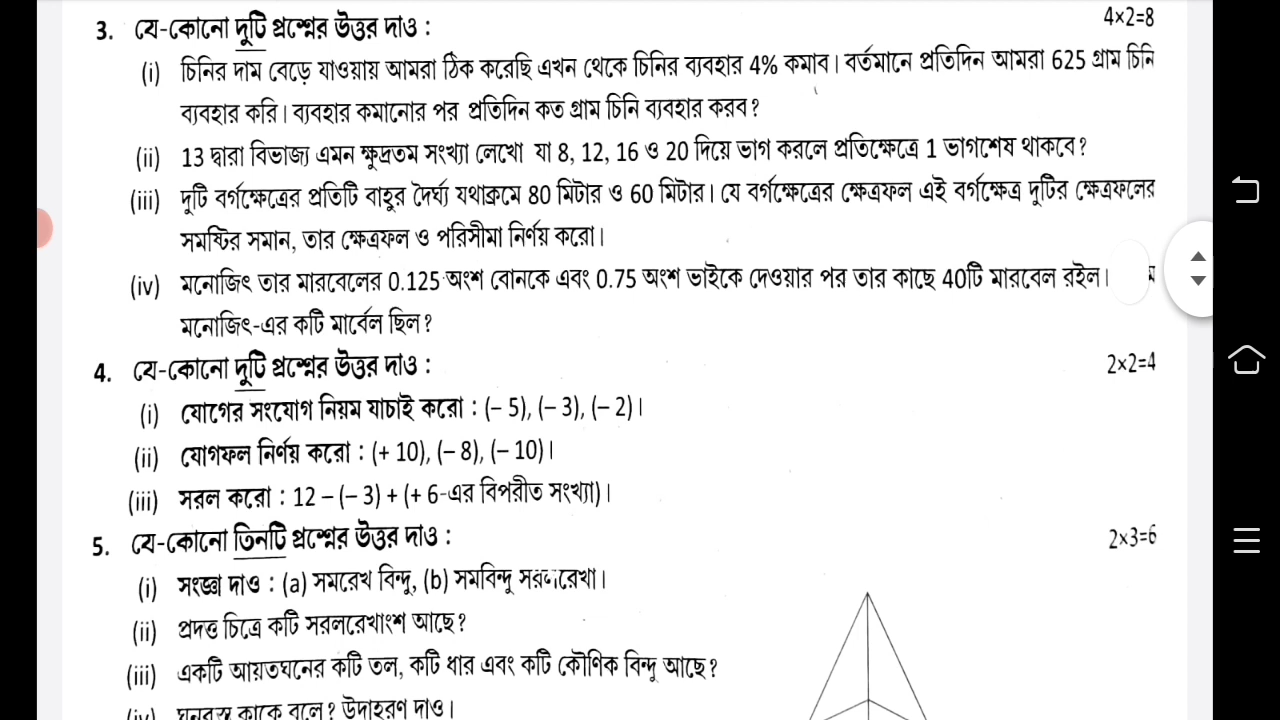 3. যে-কোনো দুটি প্রশ্নের উত্তর দাও : 4×2=8
(i) চিনির দাম বেড়ে যাওয়ায় আমরা ঠিক করেছি এখন থেকে চিনির ব্যবহার 4% কমাব। বর্তমানে প্রতিদিন আমরা 625 গ্রাম চিনি
ব্যবহার করি। ব্যবহার কমানোর পর প্রতিদিন কত গ্রাম চিনি ব্যবহার করব?
(ii) 13 দ্বারা বিভাজ্য এমন ক্ষুদ্রতম সংখ্যা লেখো যা 8, 12, 16 ও 20 দিয়ে ভাগ করলে প্রতিক্ষেত্রে 1 ভাগশেষ থাকবে?
(iii) দুটি বর্গক্ষেত্রের প্রতিটি বাহুর দৈর্ঘ্য যথাক্রমে 80 মিটার ও 60 মিটার। যে বর্গক্ষেত্রের ক্ষেত্রফল এই বর্গক্ষেত্র দুটির ক্ষেত্রফলের
সমষ্টির সমান, তার ক্ষেত্রফল ও পরিসীমা নির্ণয় করো।
(iv) মনোজিৎ তার মারবেলের 0.125 অংশ বোনকে এবং 0.75 অংশ ভাইকে দেওয়ার পর তার কাছে 40টি মারবেল রইল।
মনোজিৎ-এর কটি মার্বেল ছিল?
4. যে-কোনো দুটি প্রশ্নের উত্তর দাও : 2×2=4
(i) যোগের সংযোগ নিয়ম যাচাই করো : (– 5), (– 3), (– 2)।
(ii) যোগফল নির্ণয় করো : (+ 10), (– 8), (– 10)।
(iii) সরল করো : 12 – (– 3) + (+ 6-এর বিপরীত সংখ্যা)।
5. যে-কোনো তিনটি প্রশ্নের উত্তর দাও : 2×3=6
(i) সংজ্ঞা দাও : (a) সমরেখ বিন্দু, (b) সমবিন্দু সরলরেখা।
(ii) প্রদত্ত চিত্রে কটি সরলরেখাংশ আছে?
(iii) একটি আয়তঘনের কটি তল, কটি ধার এবং কটি কৌণিক বিন্দু আছে?
(iv) ঘনবস্তু কাকে বলে? উদাহরণ দাও।